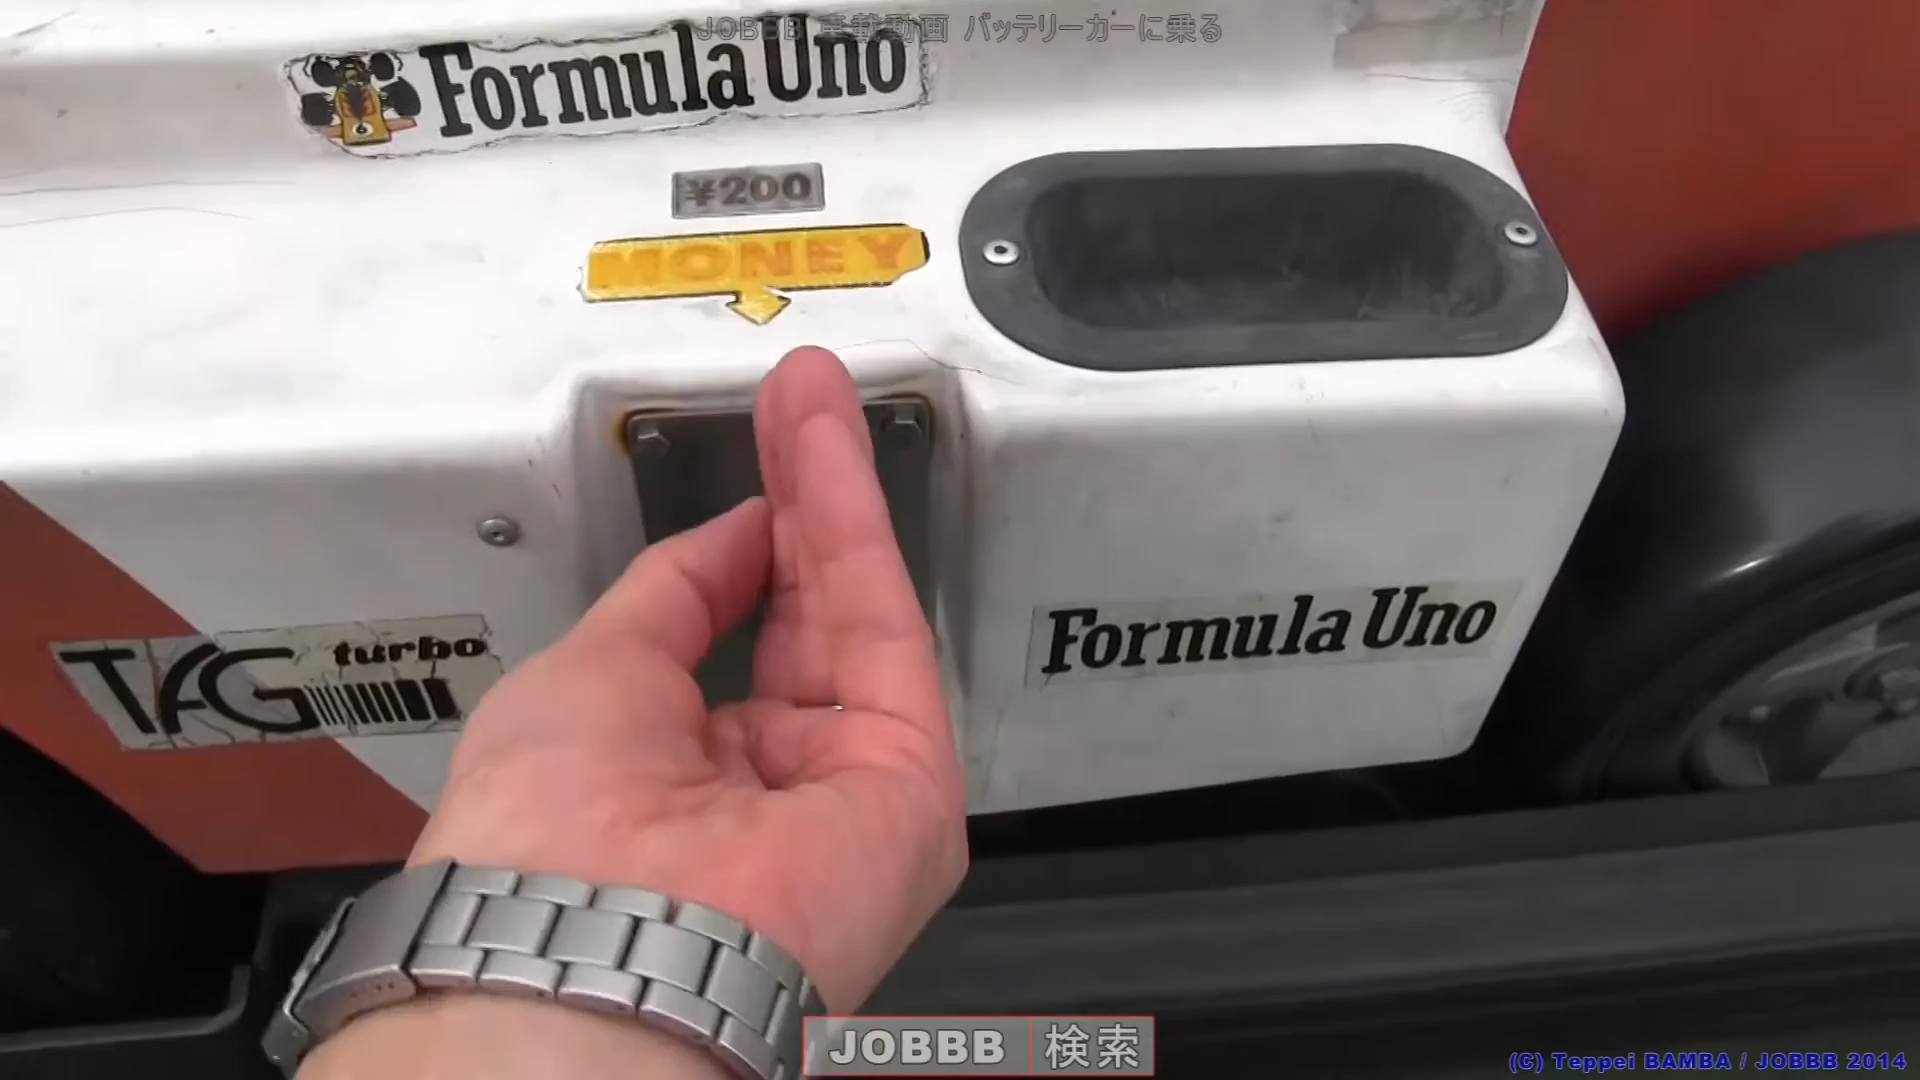 JOBBB 車載動画 バッテリーカーに乗る
Formula Uno
6
¥200
MONEY
TAG turbo
Formula Uno
JOBBB 検索
(C) Teppei BAMBA / JOBBB 2014